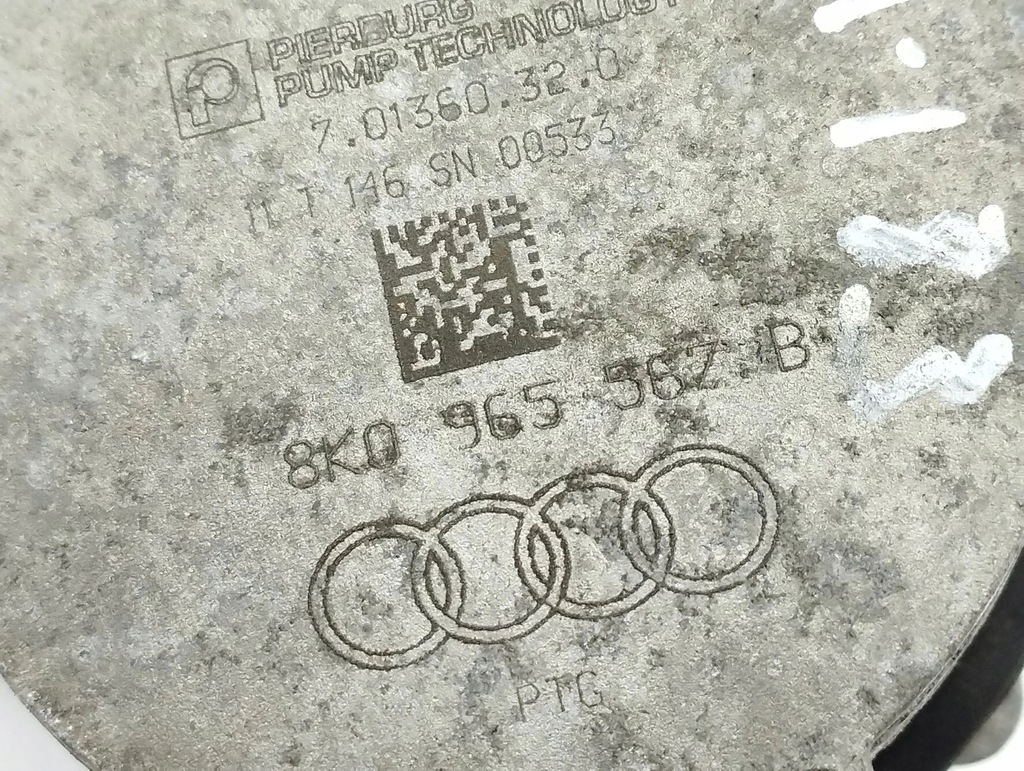 PIERBURG
PUMP TECHNOLOGY
7.01360.32.0
11 T 146 SN 00533
8K0 965 567 B
PTG